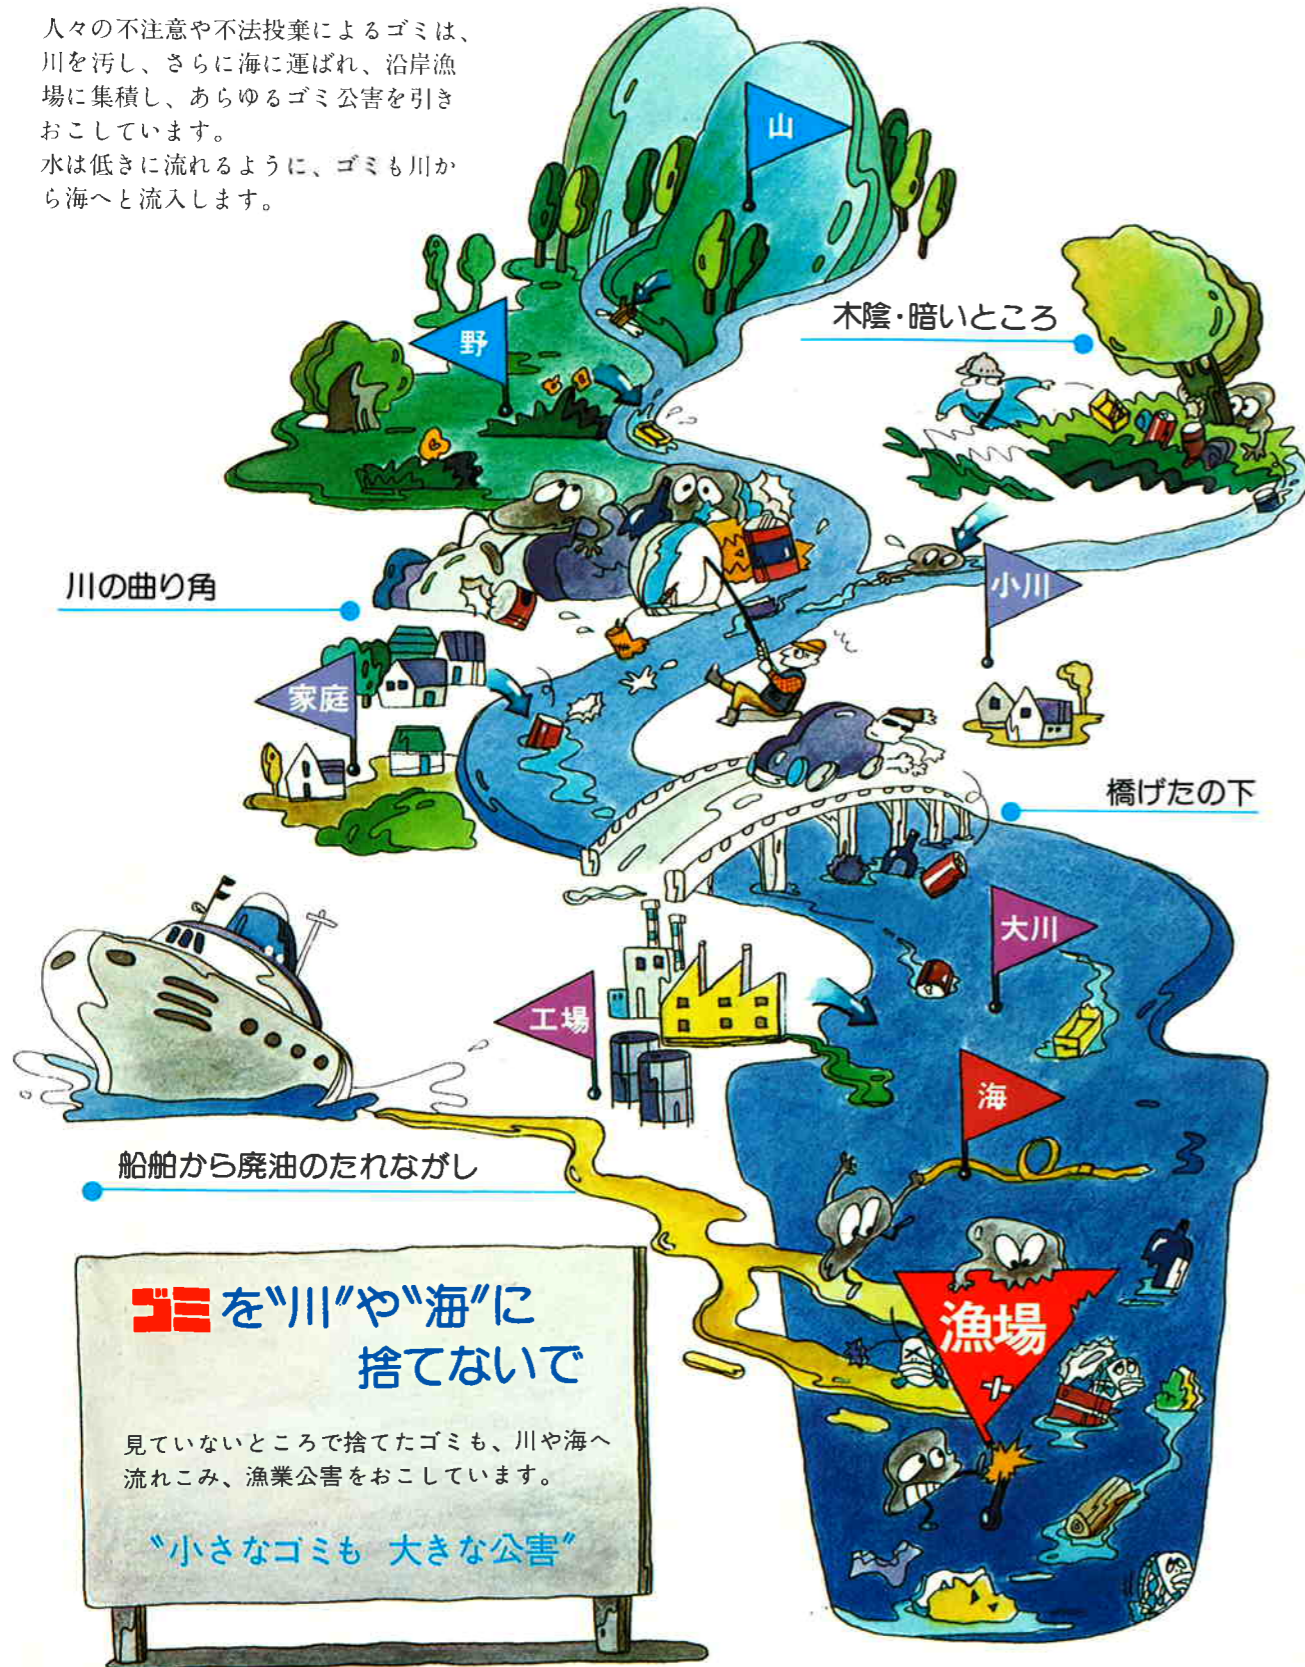 人々の不注意や不法投棄によるゴミは、
川を汚し、さらに海に運ばれ、沿岸漁
場に集積し、あらゆるゴミ公害を引き
おこしています。
水は低きに流れるように、ゴミも川か
ら海へと流入します。
山
木陰・暗いところ
野
川の曲り角
小川
家庭
橋げたの下
大川
工場
海
船舶から廃油のたれながし
漁場
ゴミを〝川〟や〝海〟に
捨てないで
見ていないところで捨てたゴミも、川や海へ
流れこみ、漁業公害をおこしています。
〝小さなゴミも 大きな公害〟